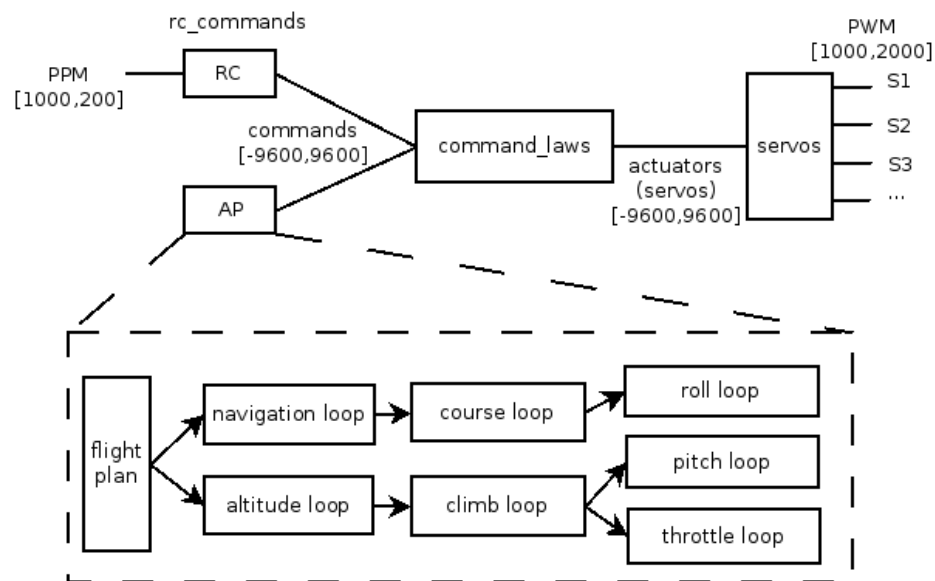 rc_commands
PPM
[1000,200]
RC
commands
[-9600,9600]
AP
command_laws
actuators
(servos)
[-9600,9600]
servos
PWM
[1000,2000]
S1
S2
S3
...
flight
plan
navigation loop
course loop
roll loop
altitude loop
climb loop
pitch loop
throttle loop